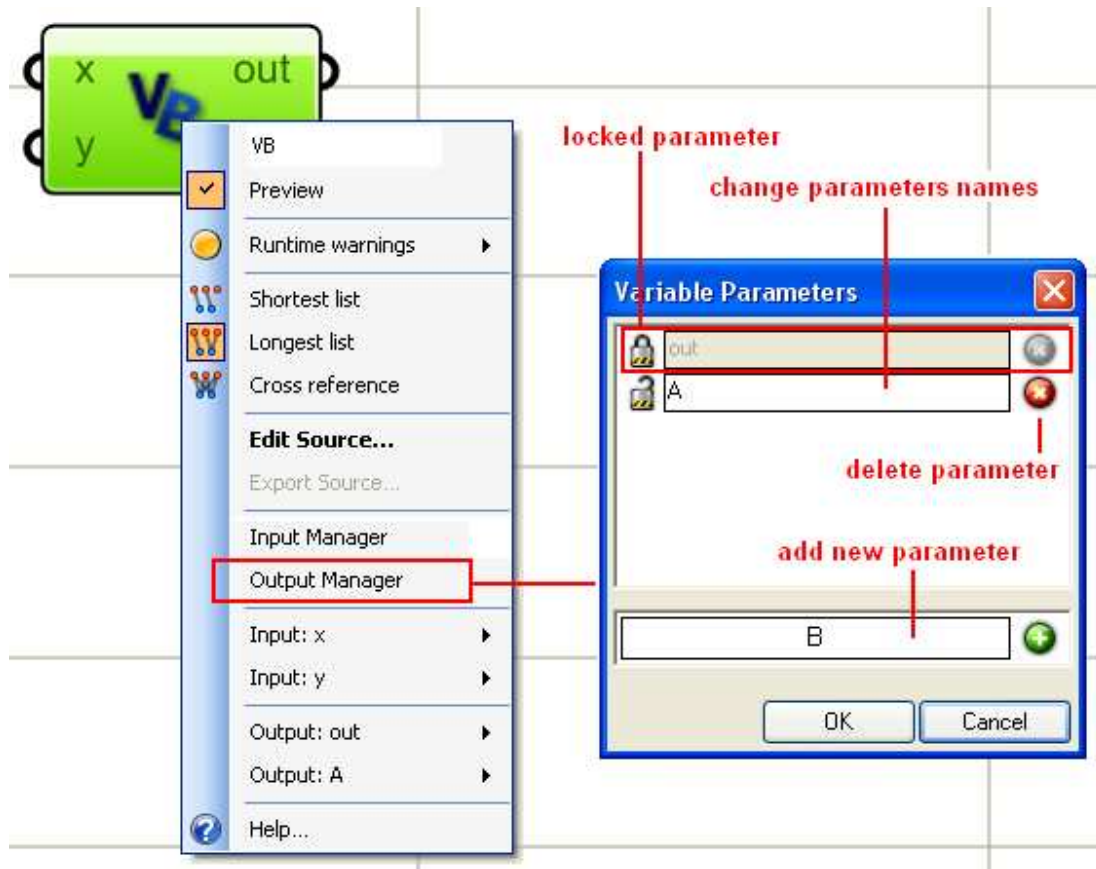 x
VB
out
y
VB
Preview
Runtime warnings
Shortest list
Longest list
Cross reference
Edit Source...
Export Source...
Input Manager
Output Manager
Input: x
Input: y
Output: out
Output: A
Help...
locked parameter
change parameters names
Variable Parameters
out
A
delete parameter
add new parameter
B
OK
Cancel